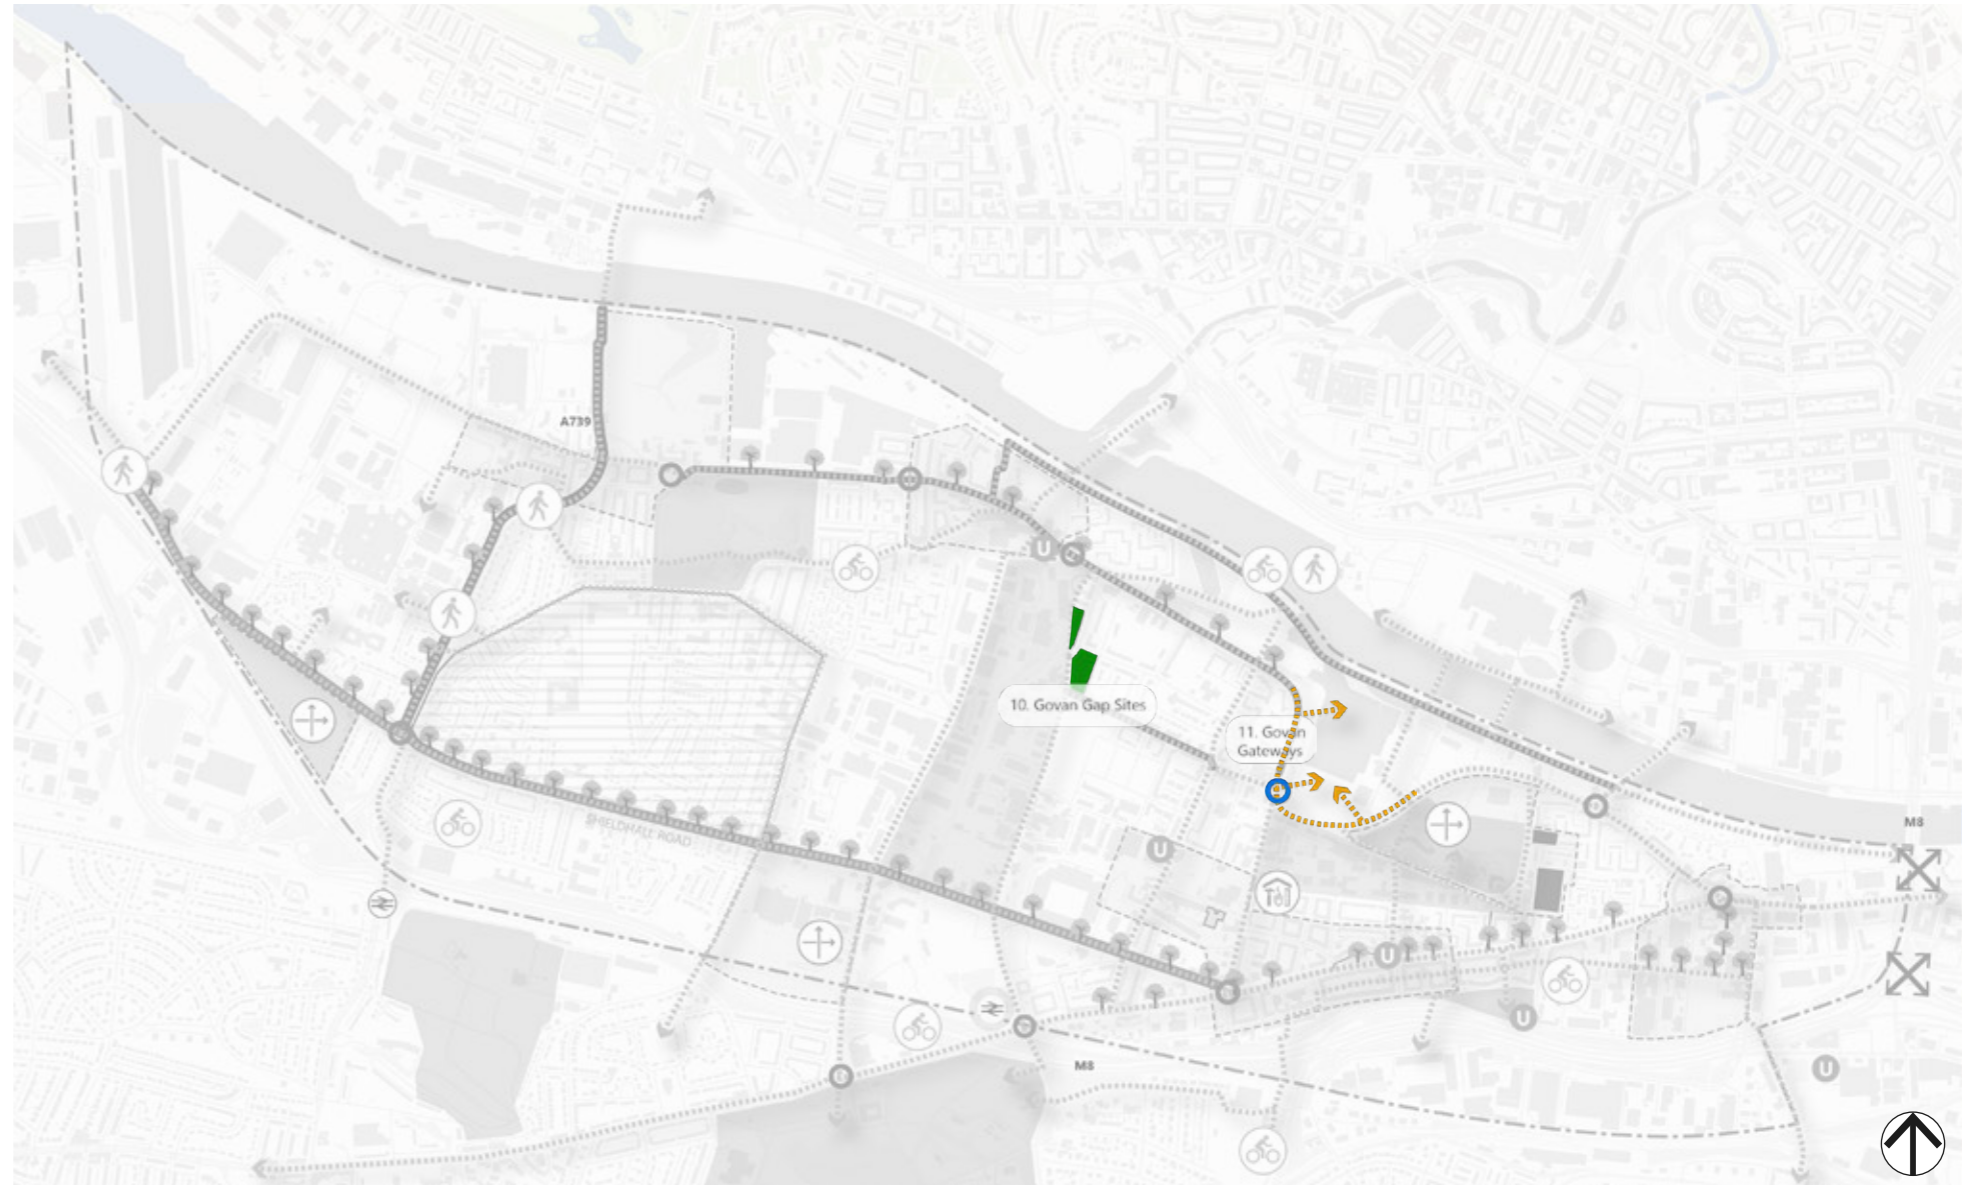 A739
U
10. Govan Gap Sites
11. Govan
Gateways
SHIELDHALL ROAD
M8
U
U
U
M8
U